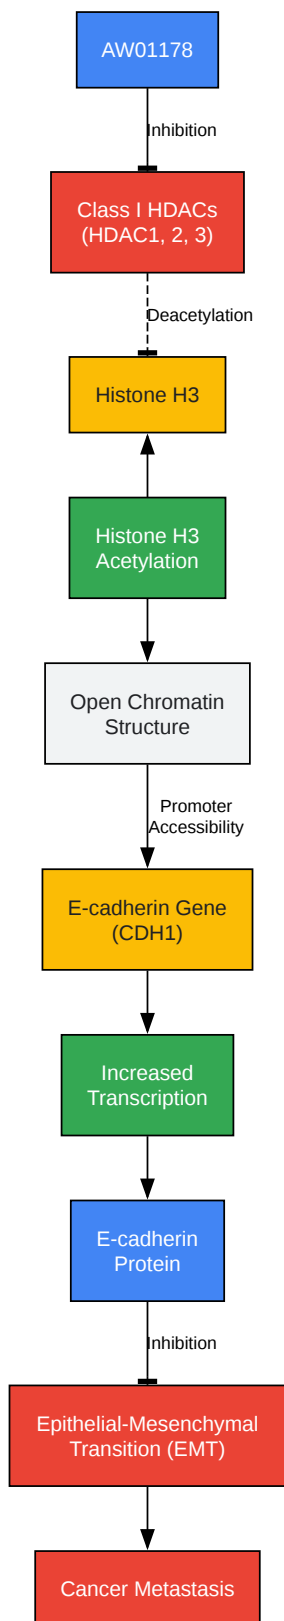 AW01178
Inhibition
Class I HDACs
(HDAC1, 2, 3)
Deacetylation
Histone H3
Histone H3
Acetylation
Open Chromatin
Structure
Promoter
Accessibility
E-cadherin Gene
(CDH1)
Increased
Transcription
E-cadherin
Protein
Inhibition
Epithelial-Mesenchymal
Transition (EMT)
Cancer Metastasis